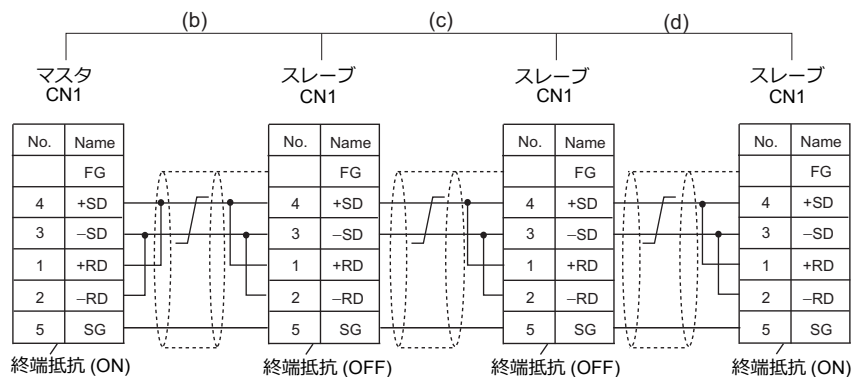 (b) (c) (d)
マスタ スレーブ スレーブ スレーブ
CN1 CN1 CN1 CN1
No. Name No. Name No. Name No. Name
FG FG FG FG
4 +SD 4 +SD 4 +SD 4 +SD
3 –SD 3 –SD 3 –SD 3 –SD
1 +RD 1 +RD 1 +RD 1 +RD
2 –RD 2 –RD 2 –RD 2 –RD
5 SG 5 SG 5 SG 5 SG
終端抵抗 (ON) 終端抵抗 (OFF) 終端抵抗 (OFF) 終端抵抗 (ON)